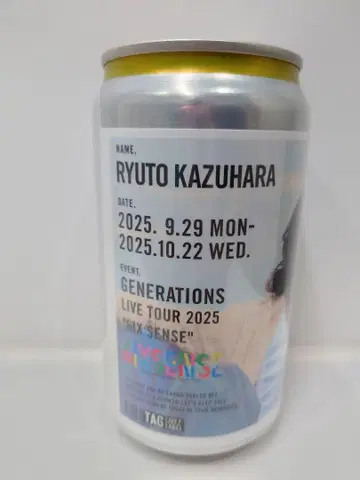 NAME.
RYUTO KAZUHARA
DATE.
2025. 9.29 MON-
2025.10.22 WED.
EVENT.
GENERATIONS
LIVE TOUR 2025
"SIX SENSE"
TAG